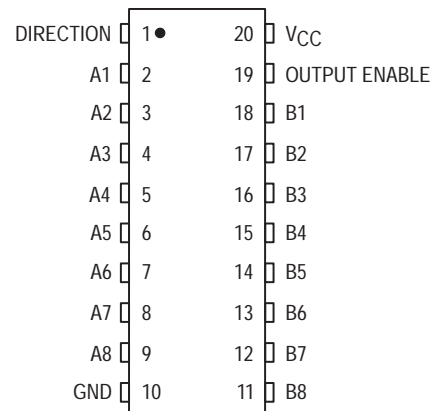 DIRECTION 1 20 VCC
A1 2 19 OUTPUT ENABLE
A2 3 18 B1
A3 4 17 B2
A4 5 16 B3
A5 6 15 B4
A6 7 14 B5
A7 8 13 B6
A8 9 12 B7
GND 10 11 B8